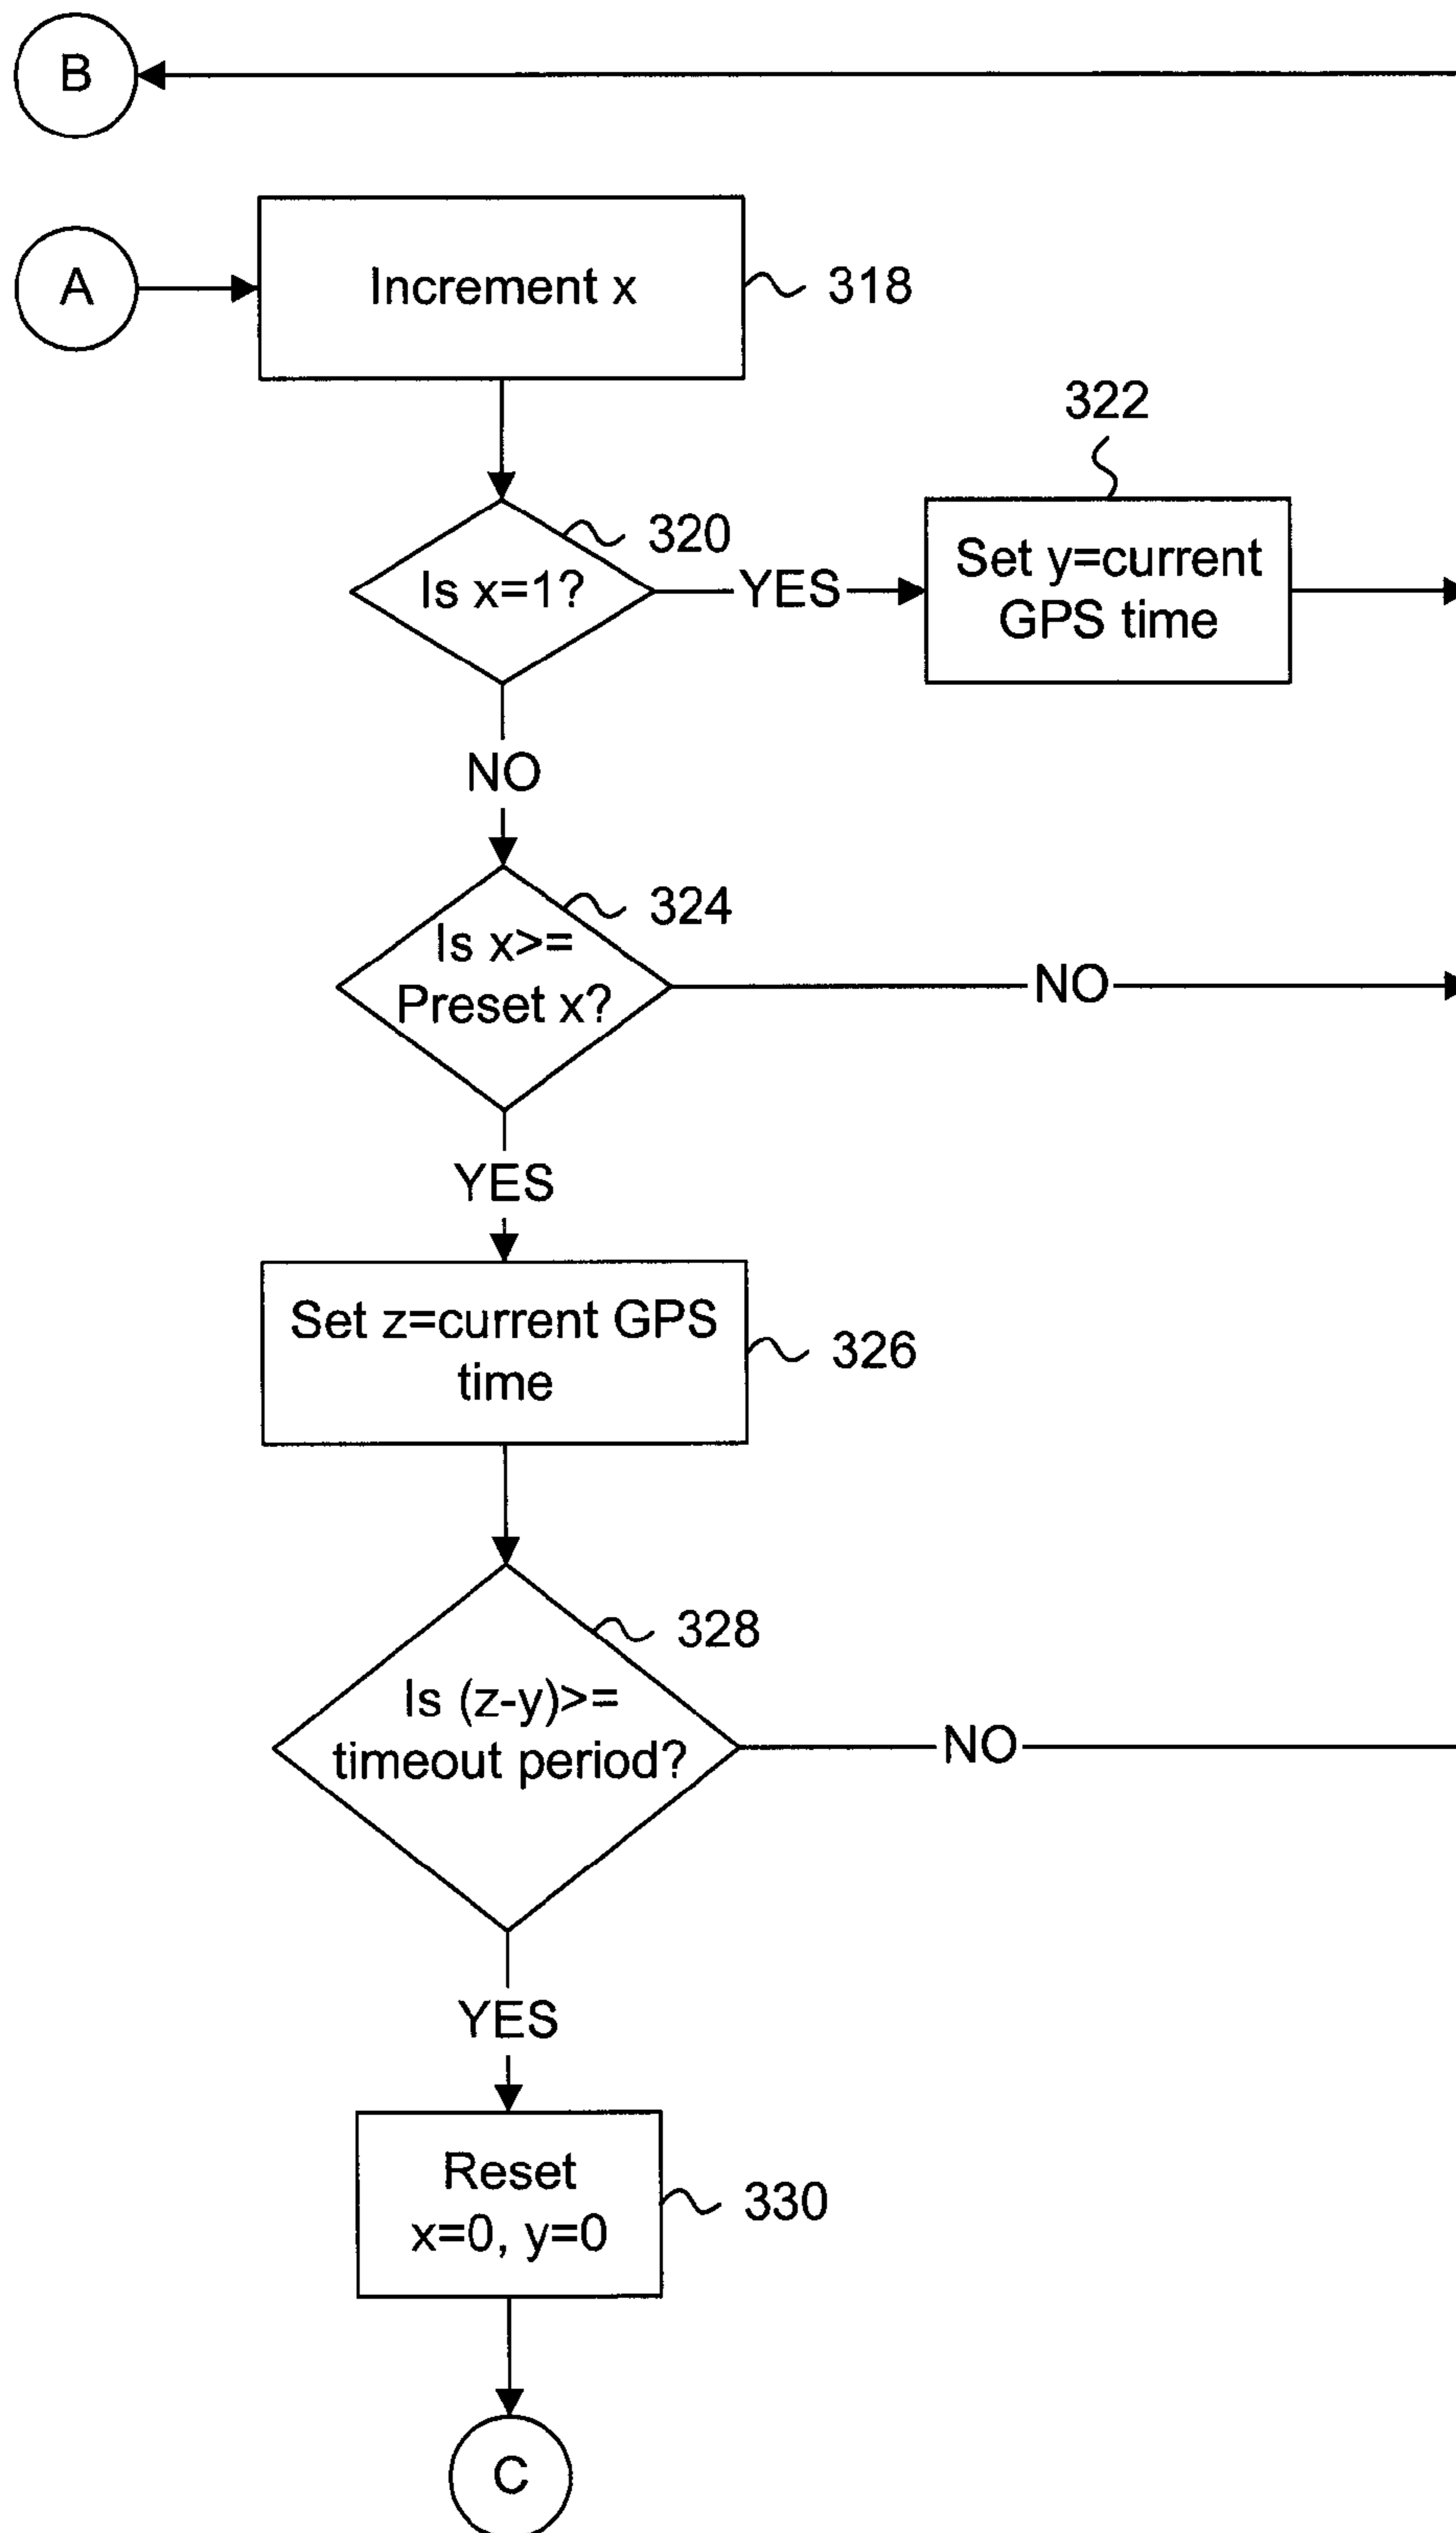 B
A
Increment x
318
322
320
Is x=1?
YES
Set y=current
GPS time
NO
324
Is x>=
Preset x?
NO
YES
Set z=current GPS
time
326
328
Is (z-y)>=
timeout period?
NO
YES
Reset
x=0, y=0
330
C